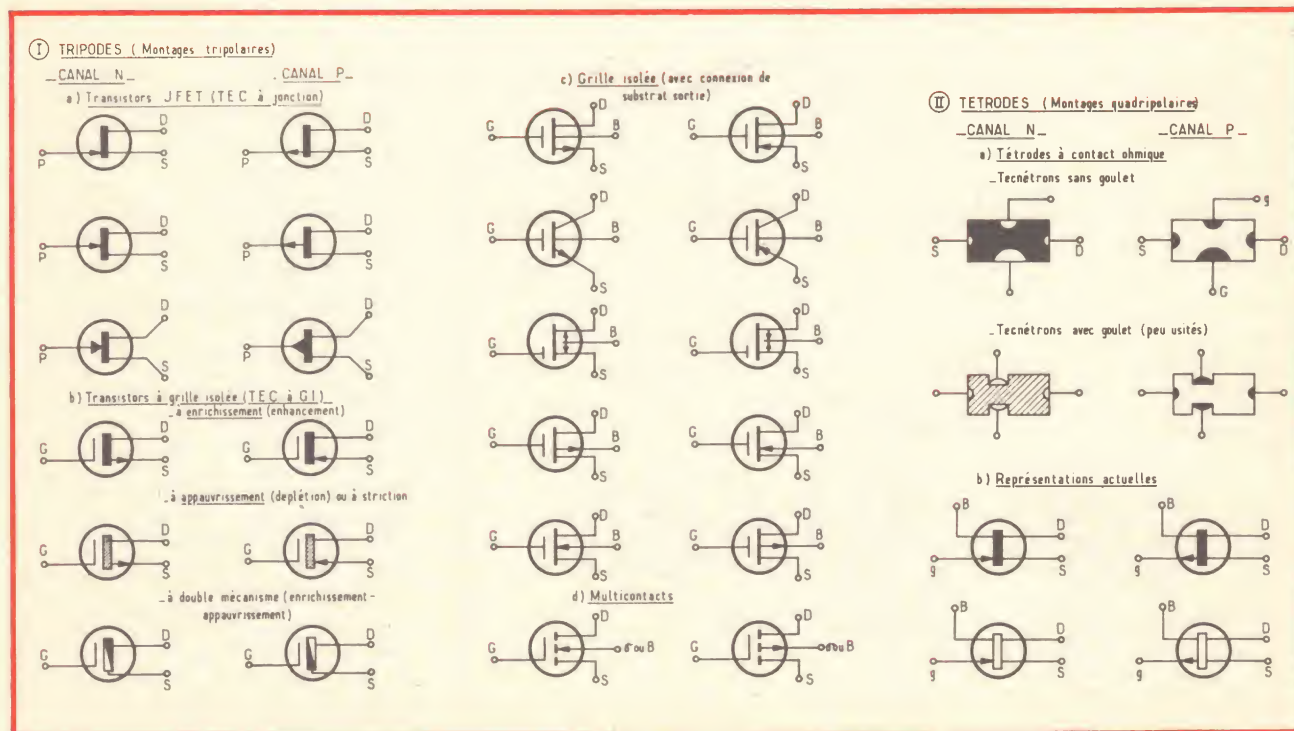 I TRIPODES (Montages tripolaires)
_CANAL N_ . CANAL P_
a) Transistors JFET (TEC à jonction)
D D
P S P S
D D
P S P S
D D
P S P S
b) Transistors à grille isolée (TEC à GI)_
_à enrichissement (enhancement)
D D
G S G S
_à appauvrissement (deplétion) ou à striction
D D
G S G S
_à double mécanisme (enrichissement-
appauvrissement)
D D
G S G S
c) Grille isolée (avec connexion de
substrat sortie)
D D
G B G B
S S
D D
G B G B
S S
D D
G B G B
S S
D D
G B G B
S S
D D
G B G B
S S
d) Multicontacts
D D
G ou B G ou B
S S
II TETRODES (Montages quadripolaires)
_CANAL N_ _CANAL P_
a) Tétrodes à contact ohmique
_Tecnétrons sans goulet
g
S D S D
G
_Tecnétrons avec goulet (peu usités)
b) Représentations actuelles
B B
D D
g S g S
B B
D D
g S g S